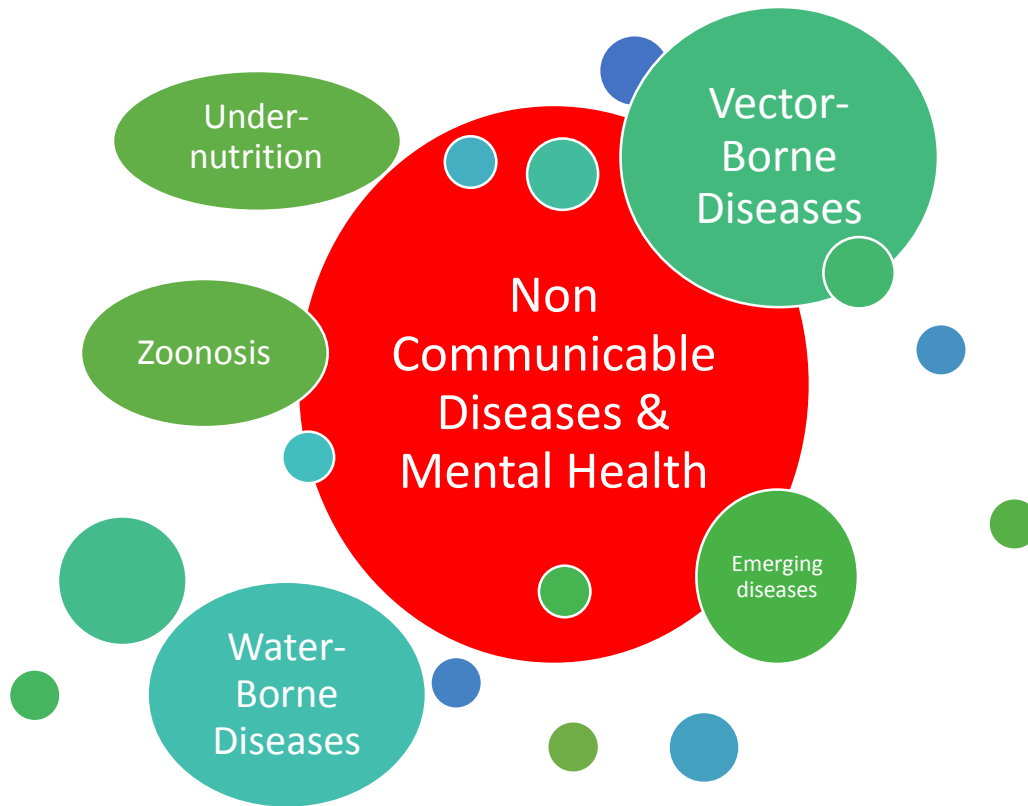 Under-
nutrition
Vector-
Borne
Diseases
Zoonosis
Non
Communicable
Diseases &
Mental Health
Emerging
diseases
Water-
Borne
Diseases